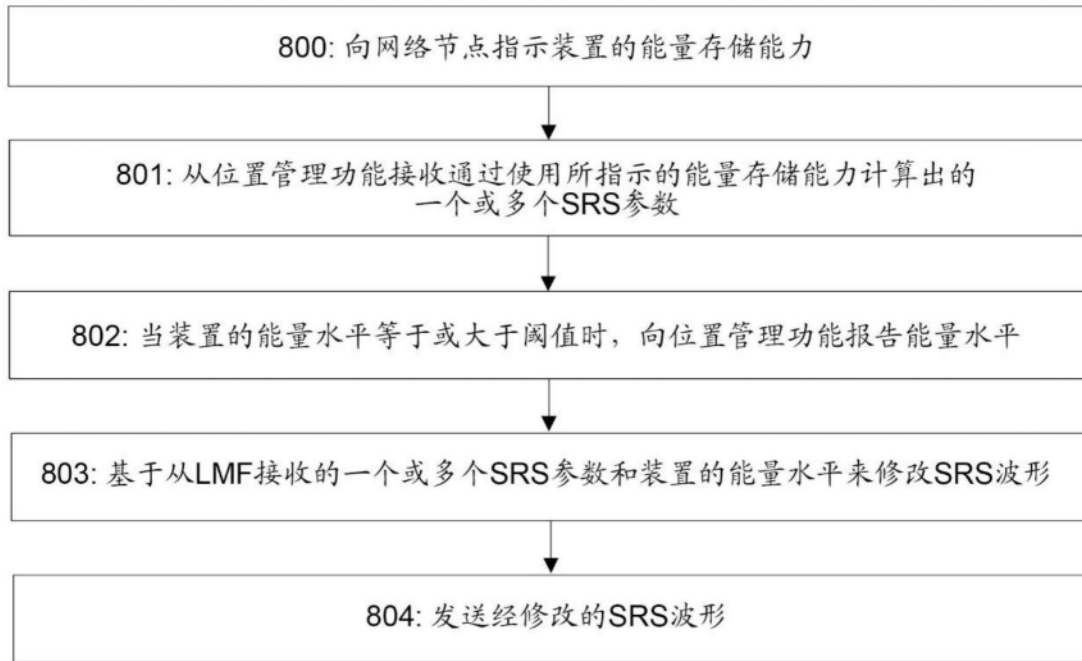 800: 向网络节点指示装置的能量存储能力
801: 从位置管理功能接收通过使用所指示的能量存储能力计算出的
一个或多个SRS参数
802: 当装置的能量水平等于或大于阈值时，向位置管理功能报告能量水平
803: 基于从LMF接收的一个或多个SRS参数和装置的能量水平来修改SRS波形
804: 发送经修改的SRS波形